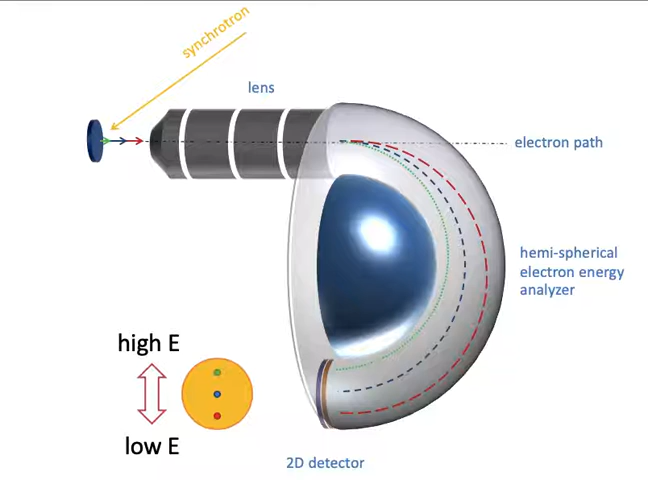 synchrotron
lens
electron path
hemi-spherical
electron energy
analyzer
high E
low E
2D detector